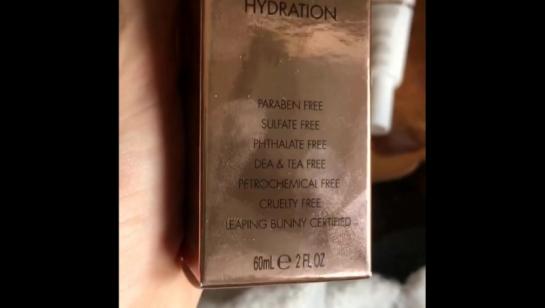 HYDRATION
PARABEN FREE
SULFATE FREE
PHTHALATE FREE
DEA & TEA FREE
PETROCHEMICAL FREE
CRUELTY FREE
LEAPING BUNNY CERTIFIED
60mL ℮ 2 FL OZ